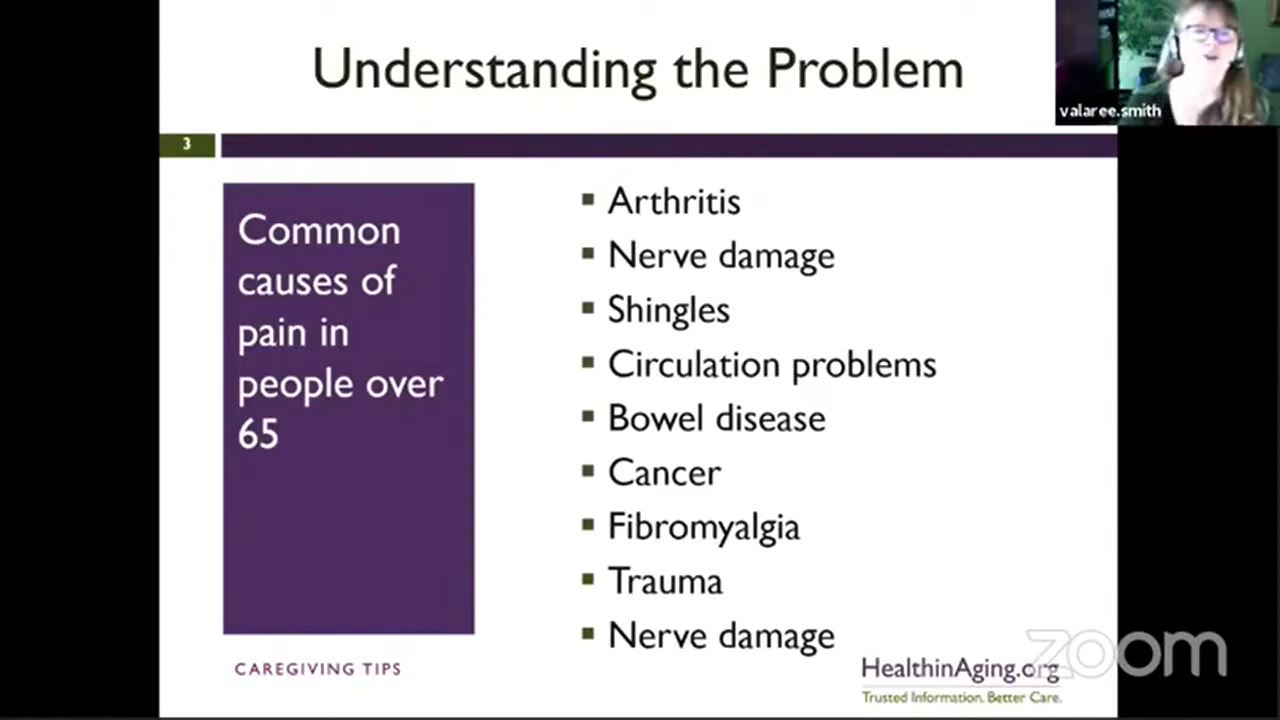 Understanding the Problem
valaree.smith
3
Common
causes of
pain in
people over
65
Arthritis
Nerve damage
Shingles
Circulation problems
Bowel disease
Cancer
Fibromyalgia
Trauma
Nerve damage
CAREGIVING TIPS
HealthinAging.org
Trusted Information. Better Care.
zoom